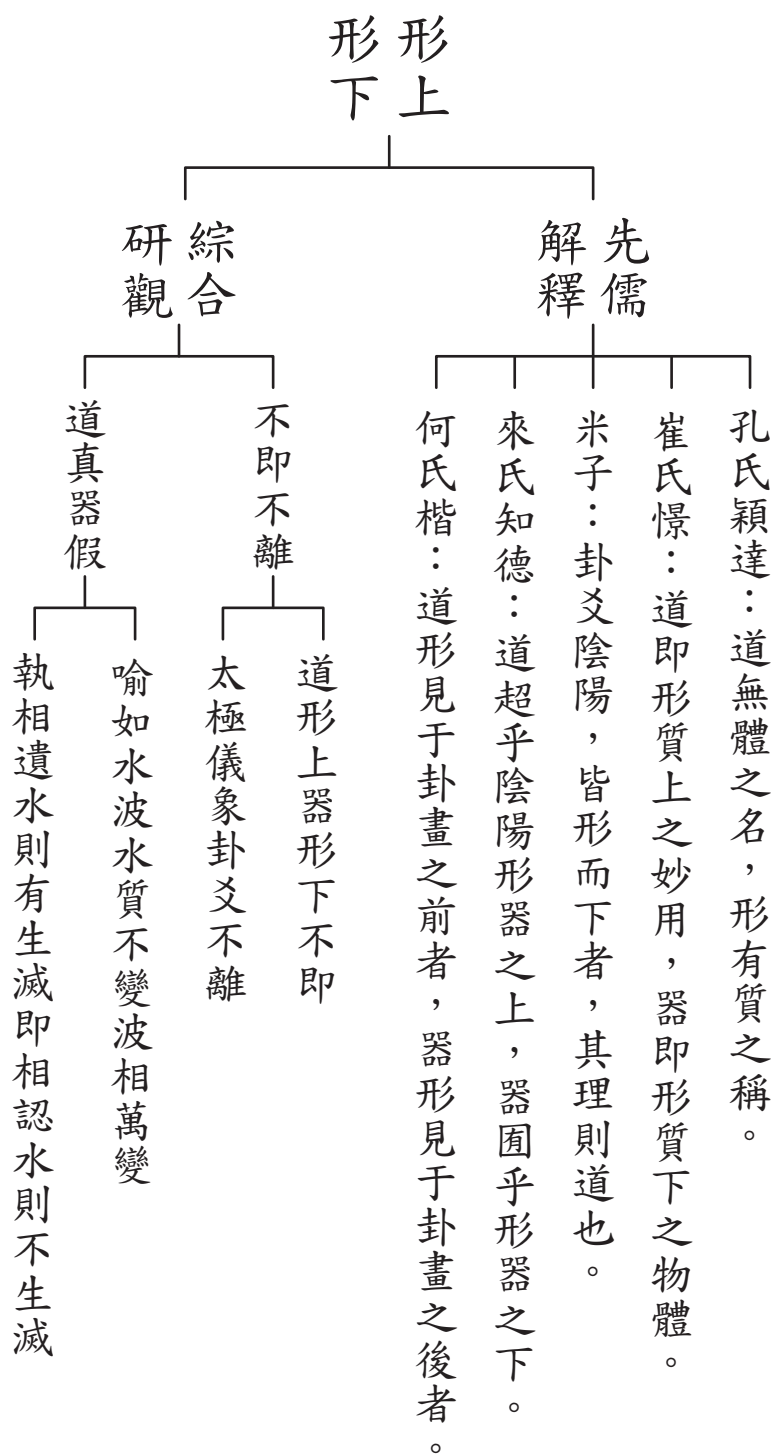 形上
形下
先儒
解釋
孔氏穎達：道無體之名，形有質之稱。
崔氏憬：道即形質上之妙用，器即形質下之物體。
米子：卦爻陰陽，皆形而下者，其理則道也。
來氏知德：道超乎陰陽形器之上，器囿乎形器之下。
何氏楷：道形見于卦畫之前者，器形見于卦畫之後者。
綜合
研觀
不即不離
道形上器形下不即
太極儀象卦爻不離
道真器假
喻如水波水質不變波相萬變
執相遺水則有生滅即相認水則不生滅